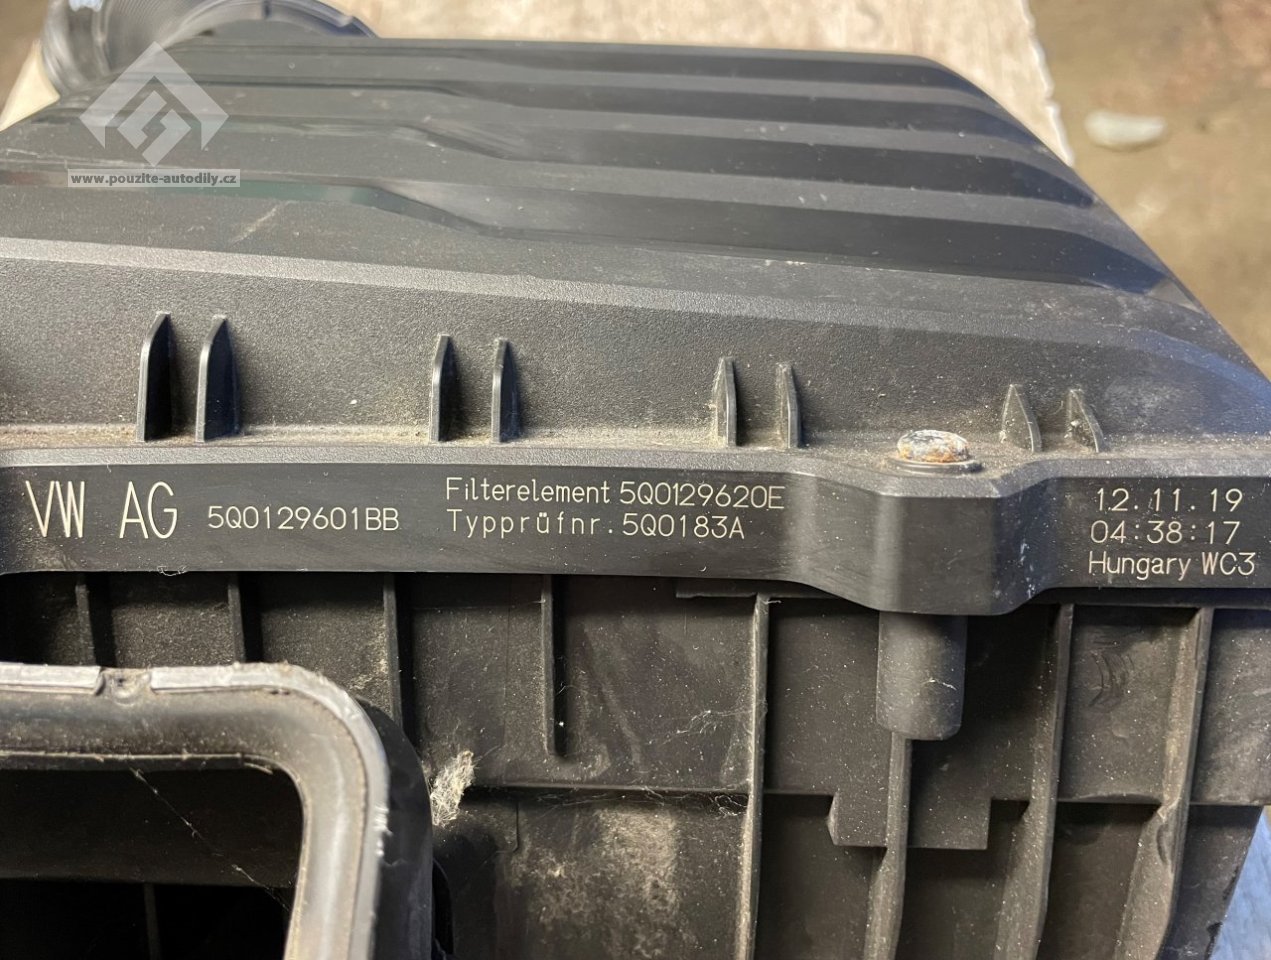 www.pouzite-autodily.cz
VW AG 5Q0129601BB
Filterelement 5Q0129620E
Typprüfnr. 5Q0183A
12.11.19
04:38:17
Hungary WC3